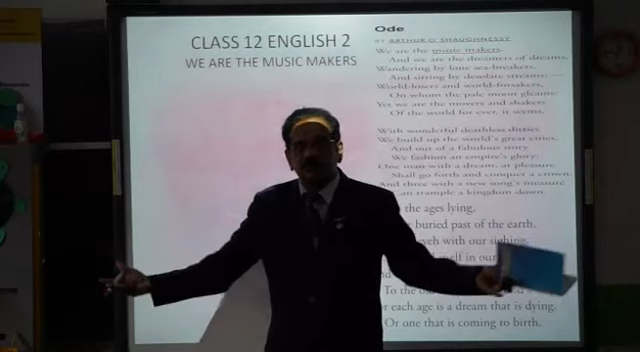 CLASS 12 ENGLISH 2
WE ARE THE MUSIC MAKERS
Ode
BY ARTHUR O'SHAUGHNESSY
We are the music makers,
And we are the dreamers of dreams,
Wandering by lone sea-breakers,
And sitting by desolate streams; —
World-losers and world-forsakers,
On whom the pale moon gleams:
Yet we are the movers and shakers
Of the world for ever, it seems.
With wonderful deathless ditties
We build up the world's great cities,
And out of a fabulous story
We fashion an empire's glory:
One man with a dream, at pleasure,
Shall go forth and conquer a crown;
And three with a new song's measure
Can trample a kingdom down.
the ages lying,
buried past of the earth,
with our sighing,
itself in our
To the
each age is a dream that is dying,
Or one that is coming to birth.